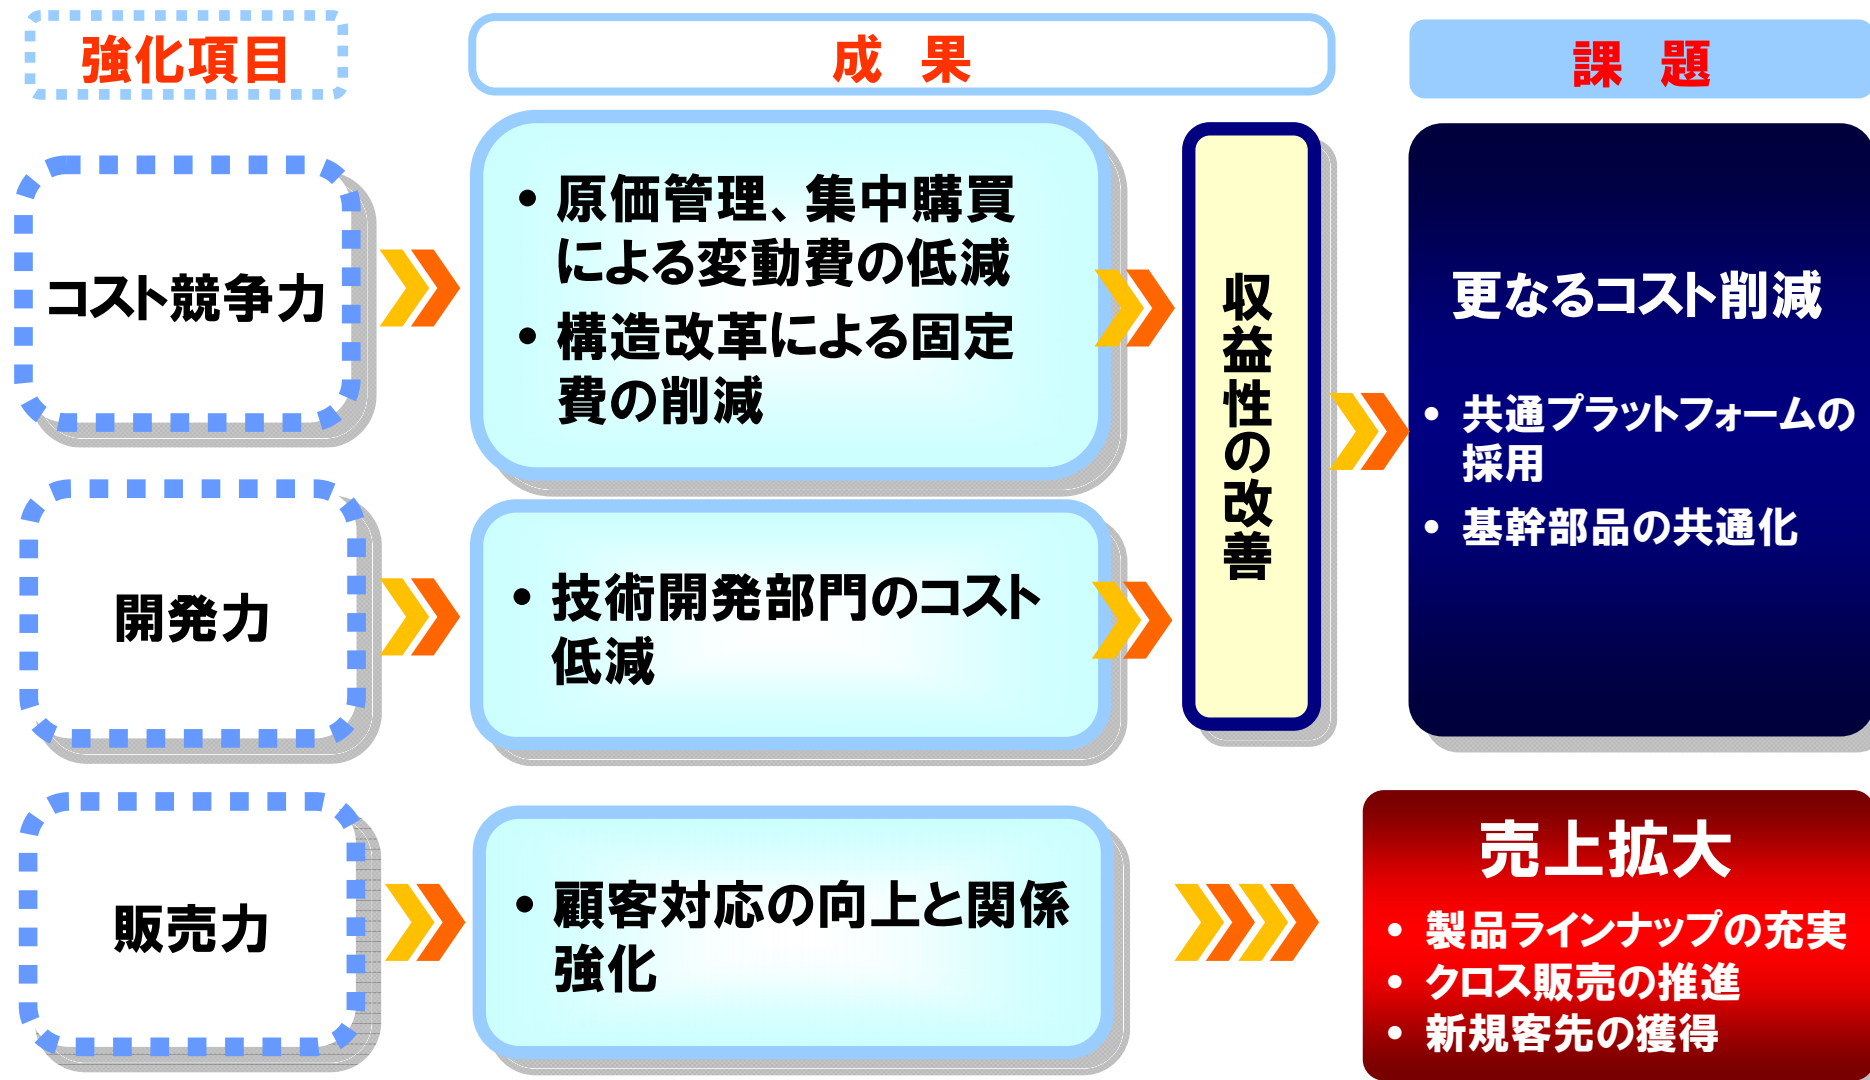 強化項目
成 果
課 題
コスト競争力
• 原価管理、集中購買
による変動費の低減
• 構造改革による固定
費の削減
収益性の改善
更なるコスト削減
• 共通プラットフォームの
採用
• 基幹部品の共通化
開発力
• 技術開発部門のコスト
低減
販売力
• 顧客対応の向上と関係
強化
売上拡大
• 製品ラインナップの充実
• クロス販売の推進
• 新規客先の獲得